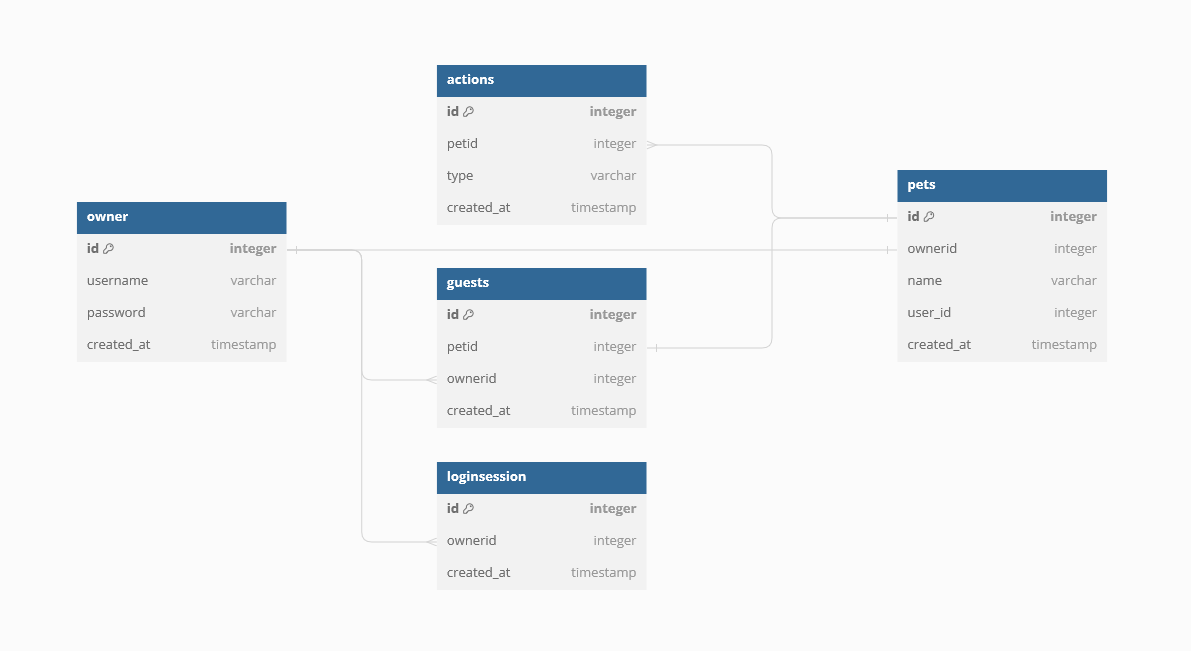 actions
id integer
petid integer
type varchar
created_at timestamp
owner
id integer
username varchar
password varchar
created_at timestamp
guests
id integer
petid integer
ownerid integer
created_at timestamp
loginsession
id integer
ownerid integer
created_at timestamp
pets
id integer
ownerid integer
name varchar
user_id integer
created_at timestamp